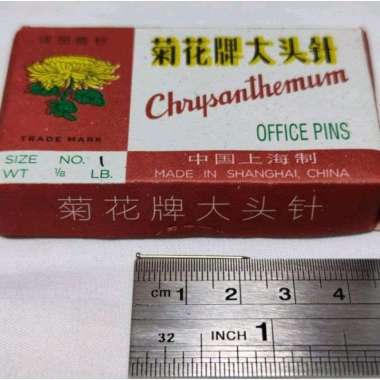 菊花牌大头针
Chrysanthemum
OFFICE PINS
TRADE MARK
SIZE NO. 1
WT ⅛ LB.
中国上海制
MADE IN SHANGHAI, CHINA
菊花牌大头针
cm 1 2 3 4
32 INCH 1